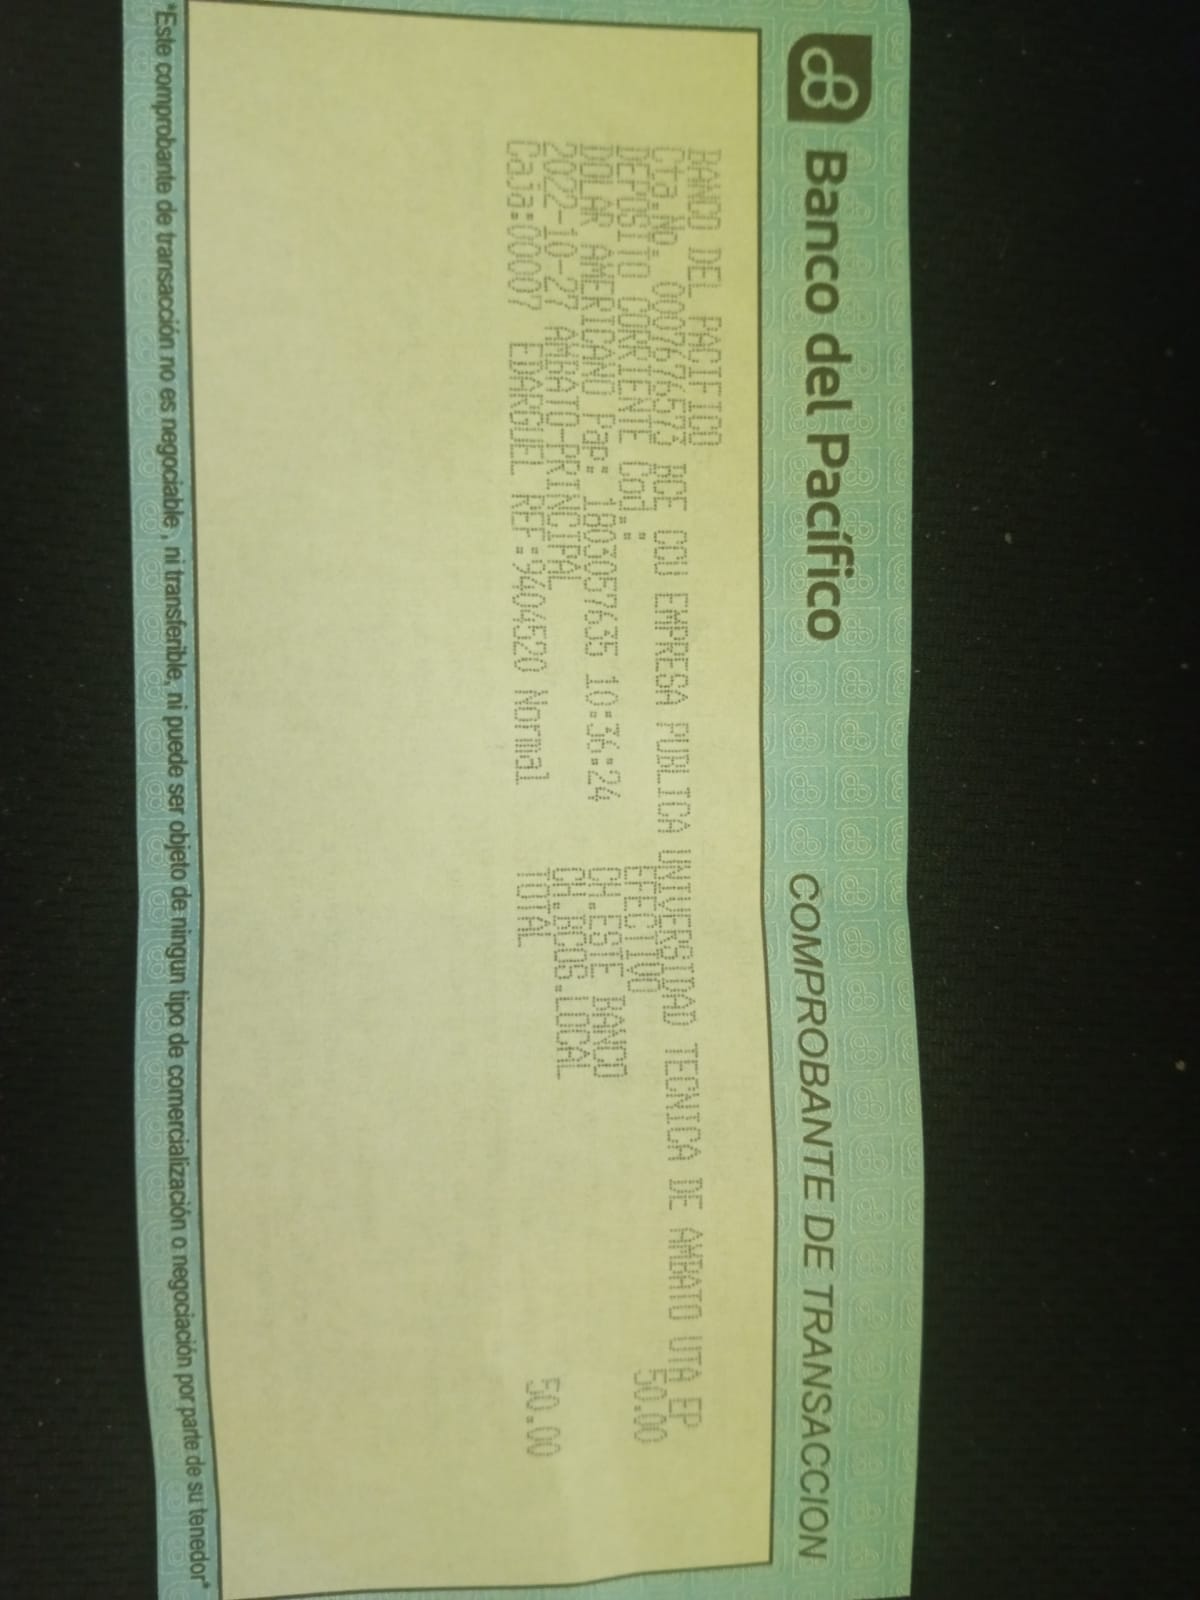 Banco del Pacífico
COMPROBANTE DE TRANSACCION
BANCO DEL PACIFICO
Cta.No. 0007676573 BCE CCU EMPRESA PUBLICA UNIVERSIDAD TECNICA DE AMBATO UTA EP
DEPOSITO CORRIENTE Com.: EFECTIVO 50.00
DOLAR AMERICANO Pap: 1803057635 10:36:24 CH.ESTE BANCO
2022-10-27 AMBATO-PRINCIPAL CH.BCOS.LOCAL
Caja:00007 EDARGUEL REF:9404520 Normal TOTAL 50.00
*Este comprobante de transacción no es negociable , ni transferible, ni puede ser objeto de ningun tipo de comercialización o negociación por parte de su tenedor*